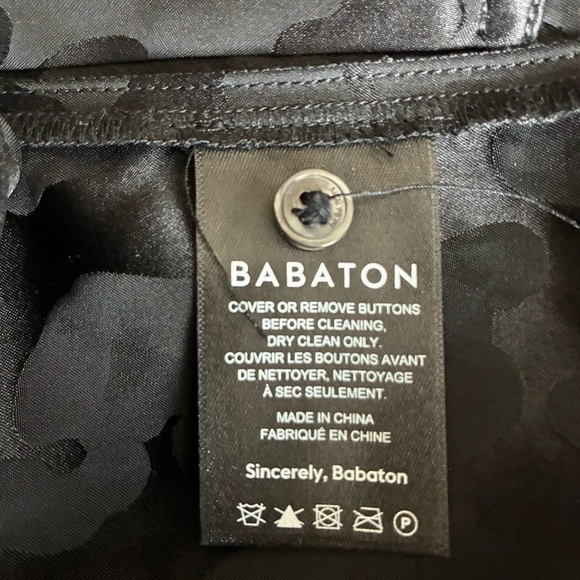 BABATON
COVER OR REMOVE BUTTONS
BEFORE CLEANING,
DRY CLEAN ONLY.
COUVRIR LES BOUTONS AVANT
DE NETTOYER, NETTOYAGE
À SEC SEULEMENT.
MADE IN CHINA
FABRIQUÉ EN CHINE
Sincerely, Babaton
P